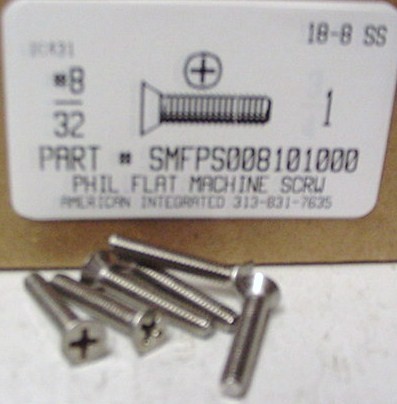 18-8 SS
#8
32
1
PART # SMFPS008101000
PHIL FLAT MACHINE SCRW
AMERICAN INTEGRATED 313-831-7635